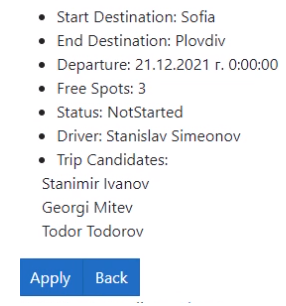 Start Destination: Sofia
End Destination: Plovdiv
Departure: 21.12.2021 г. 0:00:00
Free Spots: 3
Status: NotStarted
Driver: Stanislav Simeonov
Trip Candidates:
Stanimir Ivanov
Georgi Mitev
Todor Todorov
Apply Back